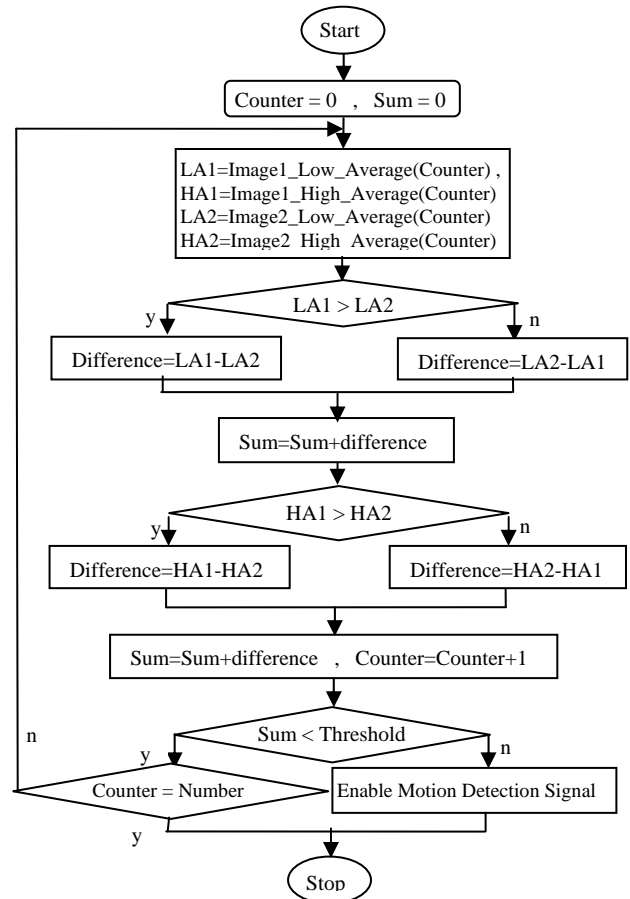 Start
Counter = 0 , Sum = 0
LA1=Image1_Low_Average(Counter) ,
HA1=Image1_High_Average(Counter)
LA2=Image2_Low_Average(Counter)
HA2=Image2 High Average(Counter)
LA1 > LA2
y
n
Difference=LA1-LA2
Difference=LA2-LA1
Sum=Sum+difference
HA1 > HA2
y
n
Difference=HA1-HA2
Difference=HA2-HA1
Sum=Sum+difference , Counter=Counter+1
Sum < Threshold
n
y
n
Counter = Number
Enable Motion Detection Signal
y
Stop